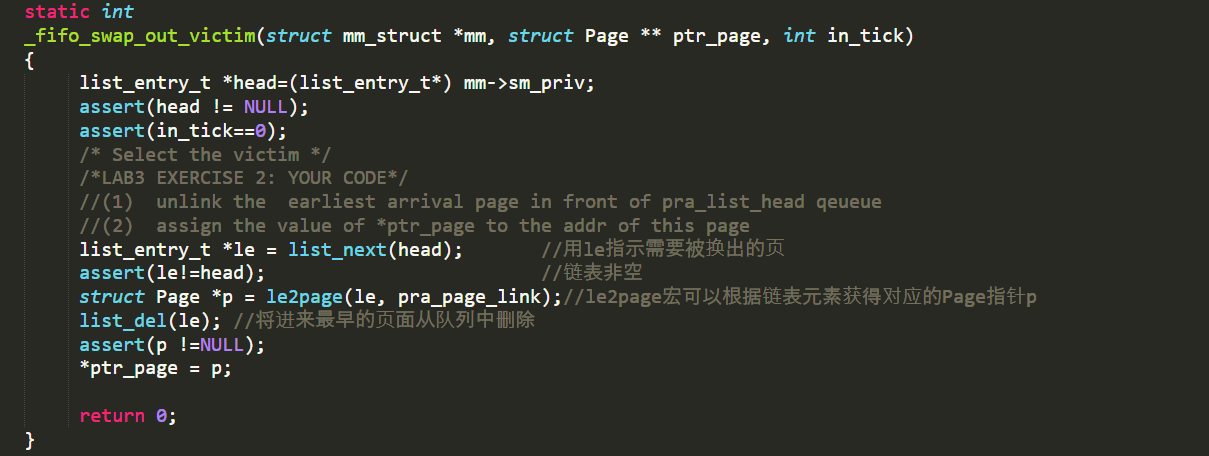 static int
_fifo_swap_out_victim(struct mm_struct *mm, struct Page ** ptr_page, int in_tick)
{
list_entry_t *head=(list_entry_t*) mm->sm_priv;
assert(head != NULL);
assert(in_tick==0);
/* Select the victim */
/*LAB3 EXERCISE 2: YOUR CODE*/
//(1)  unlink the  earliest arrival page in front of pra_list_head qeueue
//(2)  assign the value of *ptr_page to the addr of this page
list_entry_t *le = list_next(head);       //用le指示需要被换出的页
assert(le!=head);                         //链表非空
struct Page *p = le2page(le, pra_page_link);//le2page宏可以根据链表元素获得对应的Page指针p
list_del(le); //将进来最早的页面从队列中删除
assert(p !=NULL);
*ptr_page = p;
return 0;
}